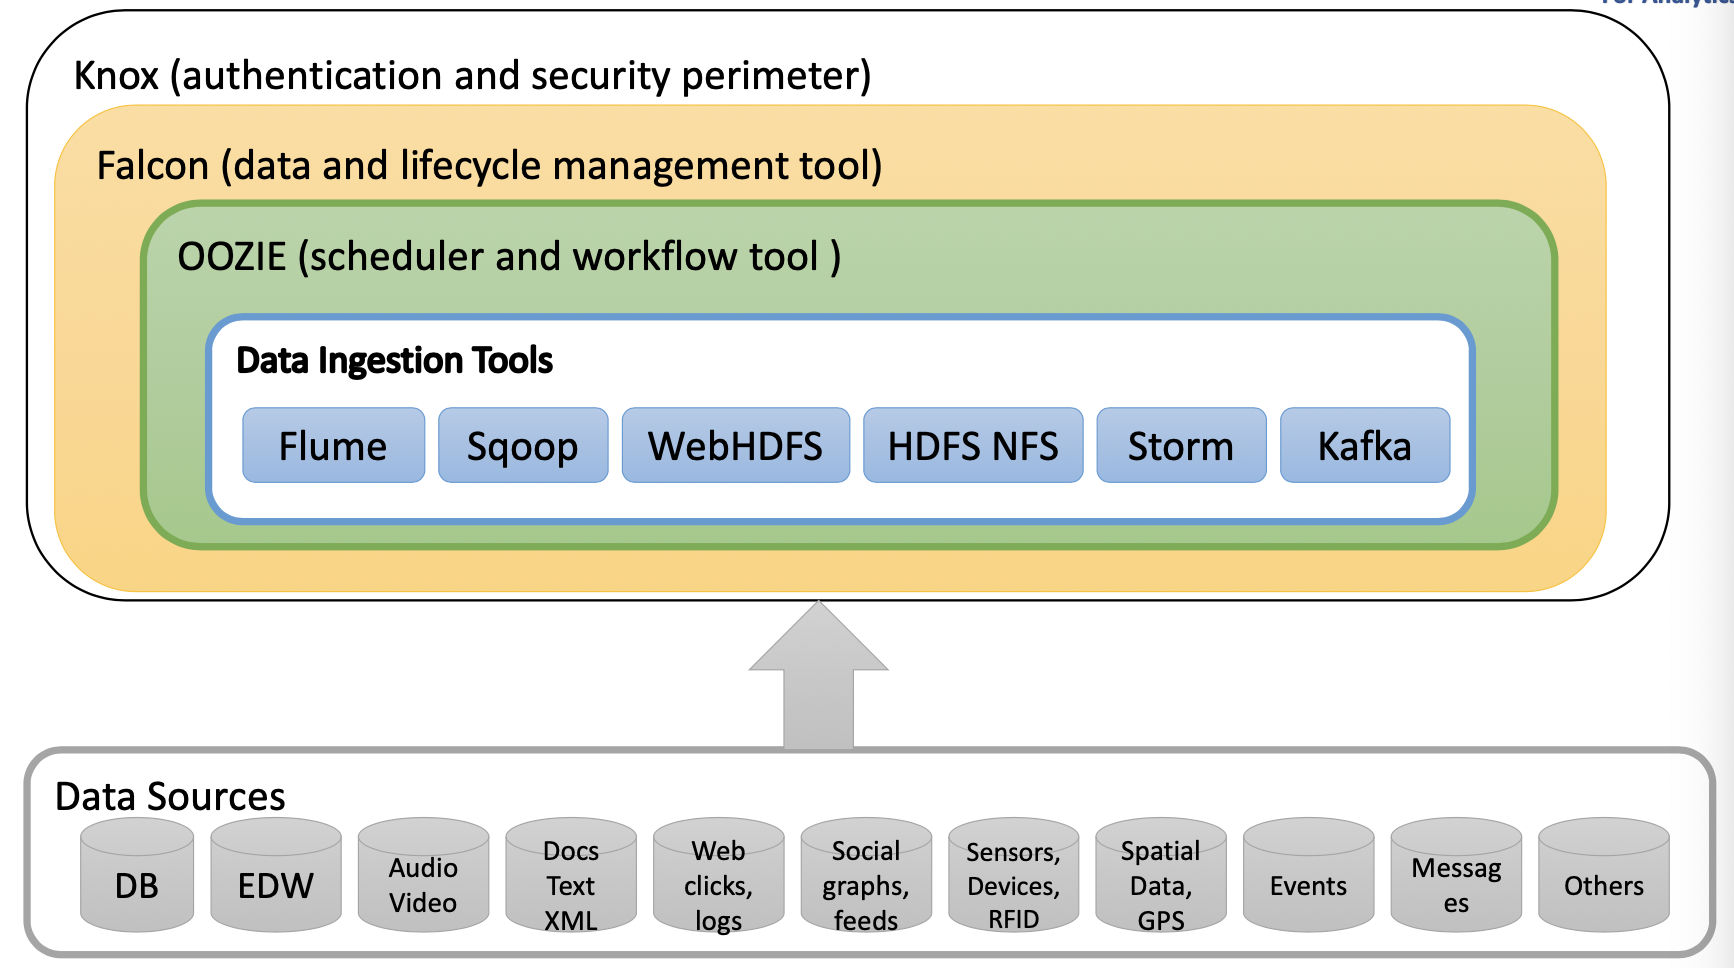 For Analytics
Knox (authentication and security perimeter)
Falcon (data and lifecycle management tool)
OOZIE (scheduler and workflow tool )
Data Ingestion Tools
Flume
Sqoop
WebHDFS
HDFS NFS
Storm
Kafka
Data Sources
DB
EDW
Audio
Video
Docs
Text
XML
Web
clicks,
logs
Social
graphs,
feeds
Sensors,
Devices,
RFID
Spatial
Data,
GPS
Events
Messag
es
Others